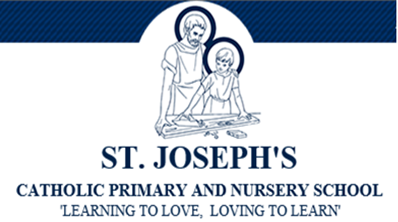 ST. JOSEPH'S
CATHOLIC PRIMARY AND NURSERY SCHOOL
'LEARNING TO LOVE, LOVING TO LEARN'